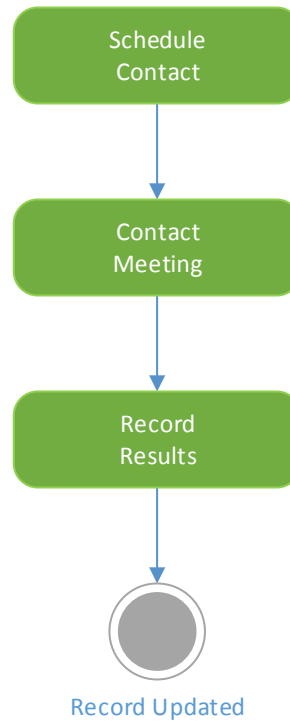 Schedule
Contact
Contact
Meeting
Record
Results
Record Updated